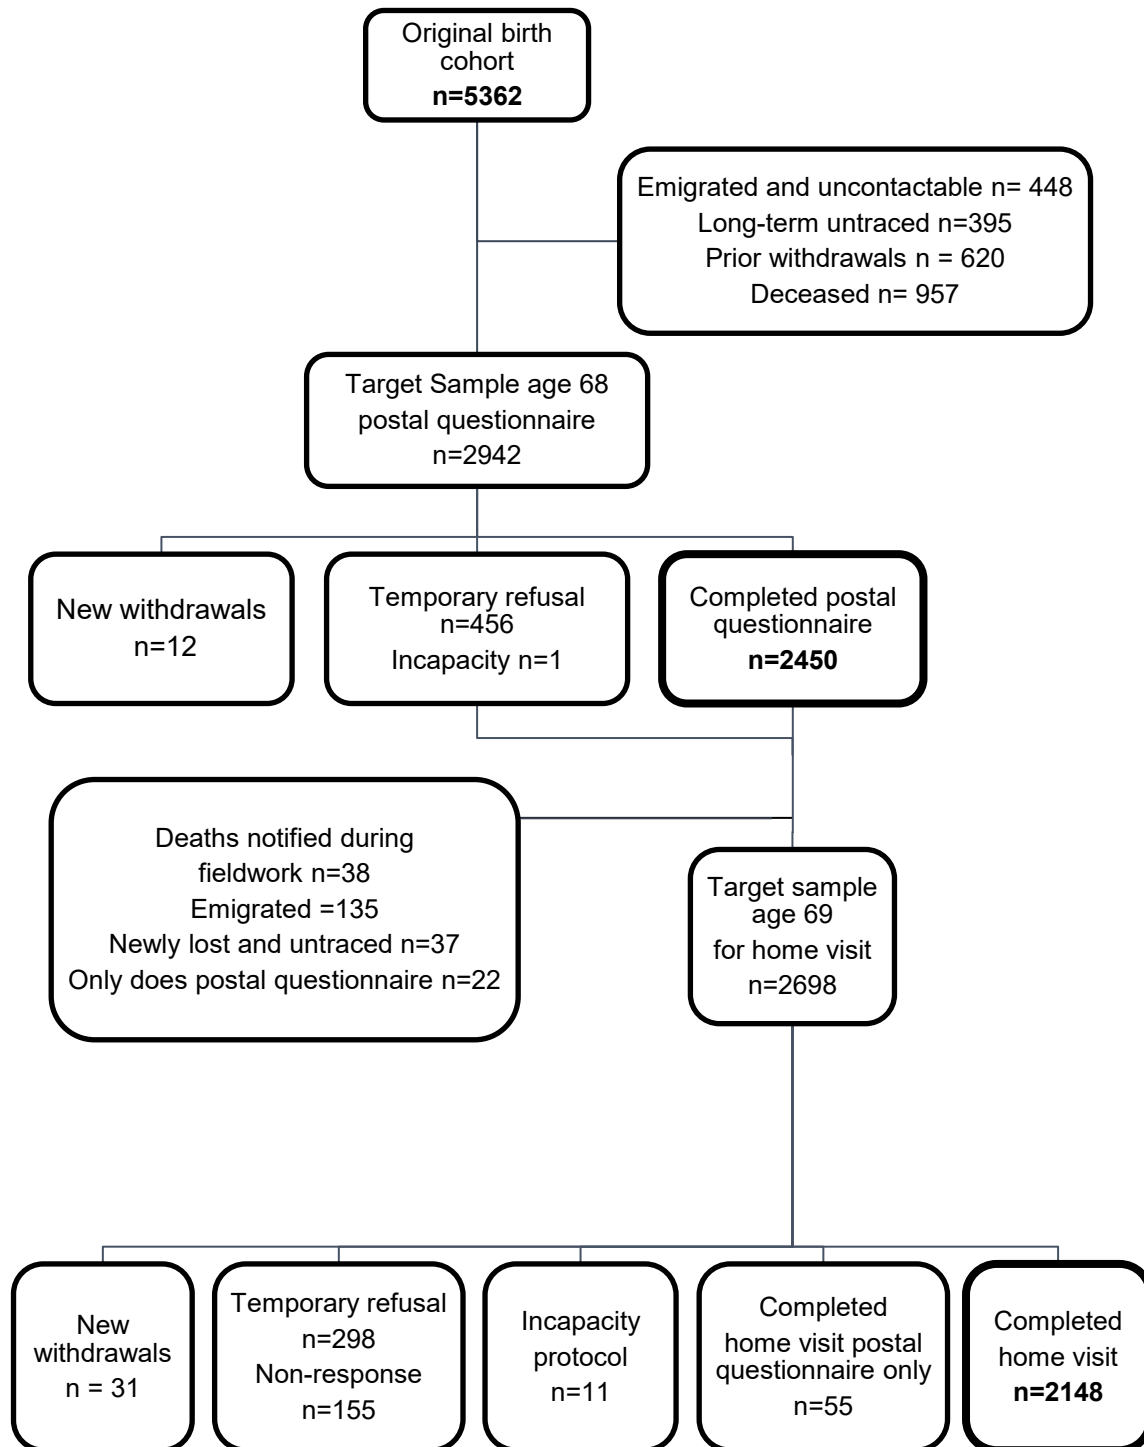 Original birth
cohort
n=5362
Emigrated and uncontactable n= 448
Long-term untraced n=395
Prior withdrawals n = 620
Deceased n= 957
Target Sample age 68
postal questionnaire
n=2942
New withdrawals
n=12
Temporary refusal
n=456
Incapacity n=1
Completed postal
questionnaire
n=2450
Deaths notified during
fieldwork n=38
Emigrated =135
Newly lost and untraced n=37
Only does postal questionnaire n=22
Target sample
age 69
for home visit
n=2698
New
withdrawals
n = 31
Temporary refusal
n=298
Non-response
n=155
Incapacity
protocol
n=11
Completed
home visit postal
questionnaire only
n=55
Completed
home visit
n=2148